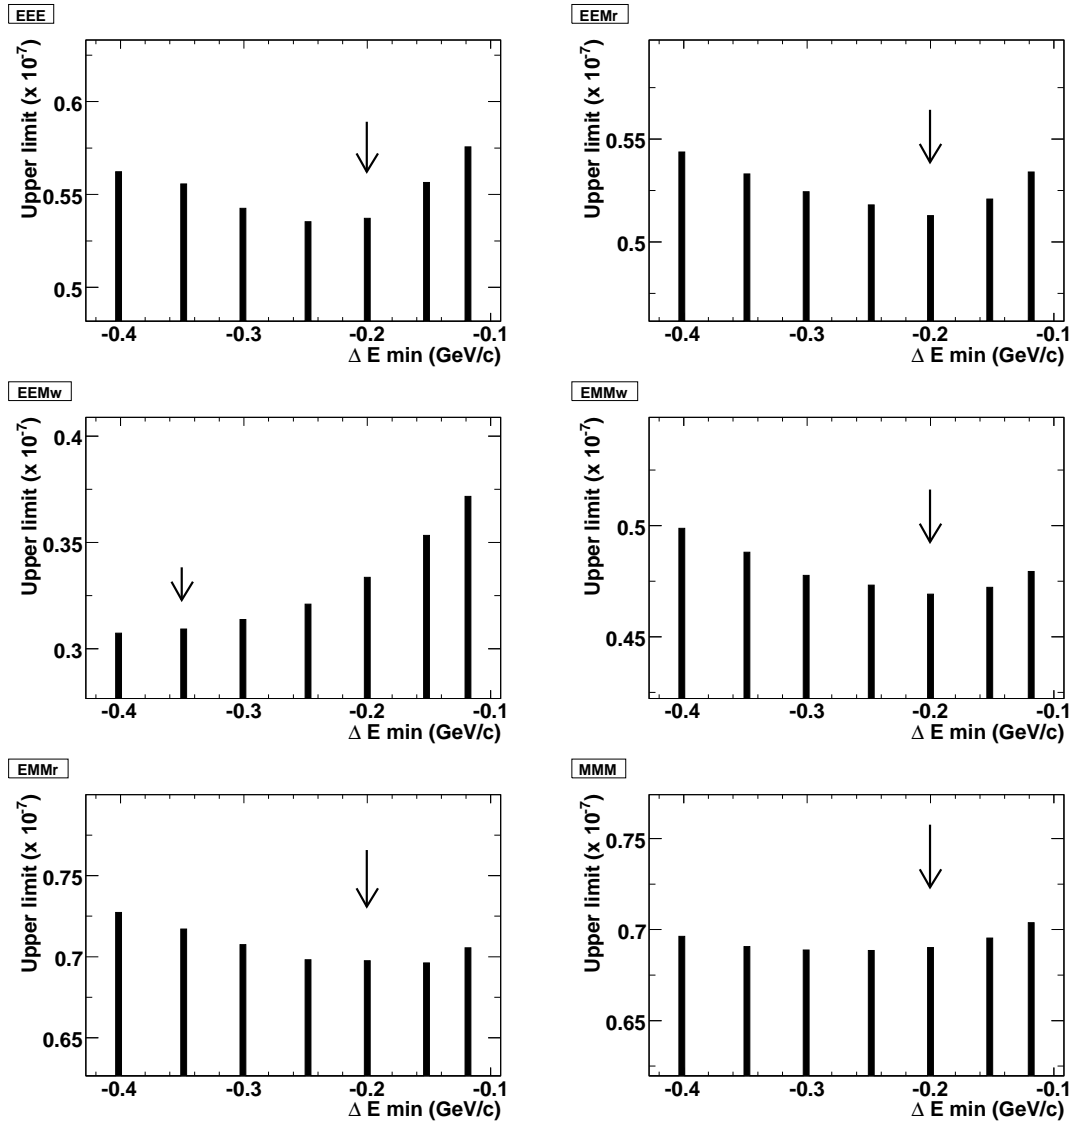 EEE
Upper limit (x 10^-7)
0.6
0.55
0.5
-0.4 -0.3 -0.2 -0.1
Δ E min (GeV/c)
EEMr
Upper limit (x 10^-7)
0.55
0.5
-0.4 -0.3 -0.2 -0.1
Δ E min (GeV/c)
EEMw
Upper limit (x 10^-7)
0.4
0.35
0.3
-0.4 -0.3 -0.2 -0.1
Δ E min (GeV/c)
EMMw
Upper limit (x 10^-7)
0.5
0.45
-0.4 -0.3 -0.2 -0.1
Δ E min (GeV/c)
EMMr
Upper limit (x 10^-7)
0.75
0.7
0.65
-0.4 -0.3 -0.2 -0.1
Δ E min (GeV/c)
MMM
Upper limit (x 10^-7)
0.75
0.7
0.65
-0.4 -0.3 -0.2 -0.1
Δ E min (GeV/c)